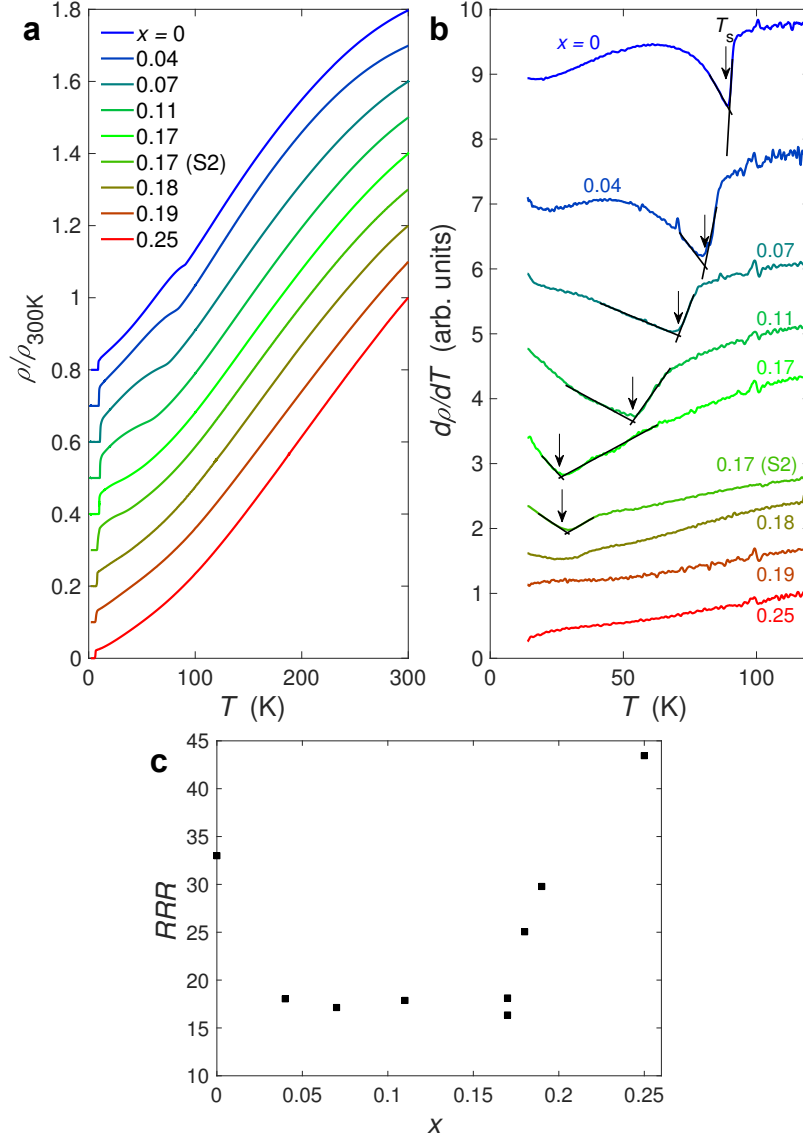 a
x = 0
0.04
0.07
0.11
0.17
0.17 (S2)
0.18
0.19
0.25
1.8
1.6
1.4
1.2
1
0.8
0.6
0.4
0.2
0
ρ/ρ300K
0 100 200 300
T (K)
b
Ts
x = 0
0.04
0.07
0.11
0.17
0.17 (S2)
0.18
0.19
0.25
10
9
8
7
6
5
4
3
2
1
0
dρ/dT (arb. units)
0 50 100
T (K)
c
45
40
35
30
25
20
15
10
RRR
0 0.05 0.1 0.15 0.2 0.25
x